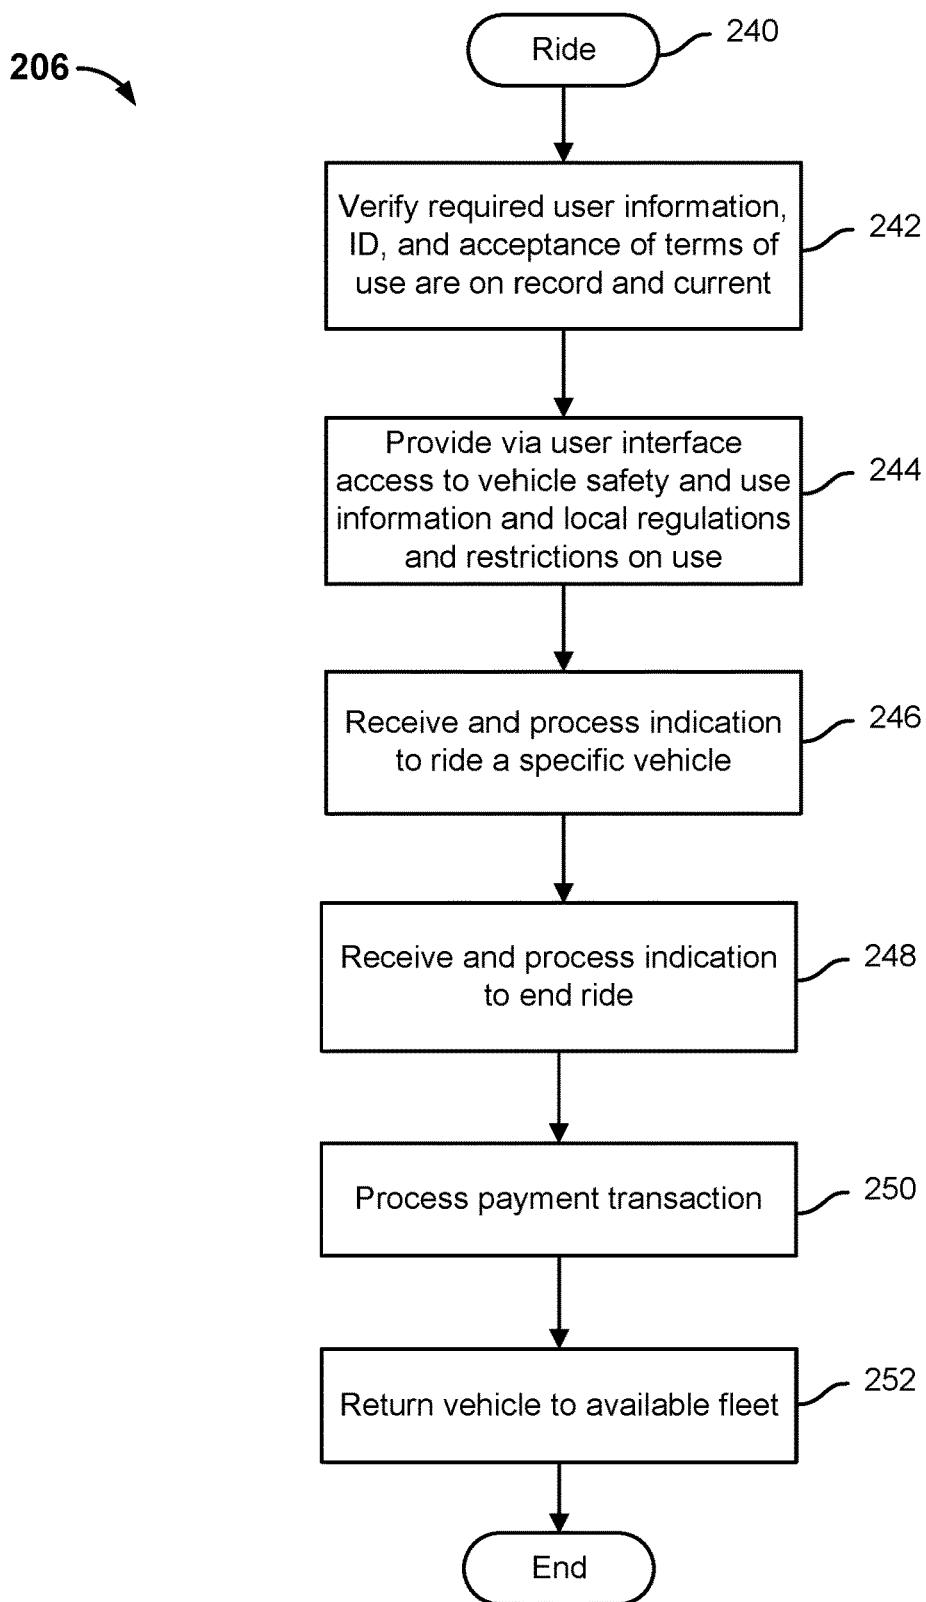 206
Ride
240
Verify required user information,
ID, and acceptance of terms of
use are on record and current
242
Provide via user interface
access to vehicle safety and use
information and local regulations
and restrictions on use
244
Receive and process indication
to ride a specific vehicle
246
Receive and process indication
to end ride
248
Process payment transaction
250
Return vehicle to available fleet
252
End